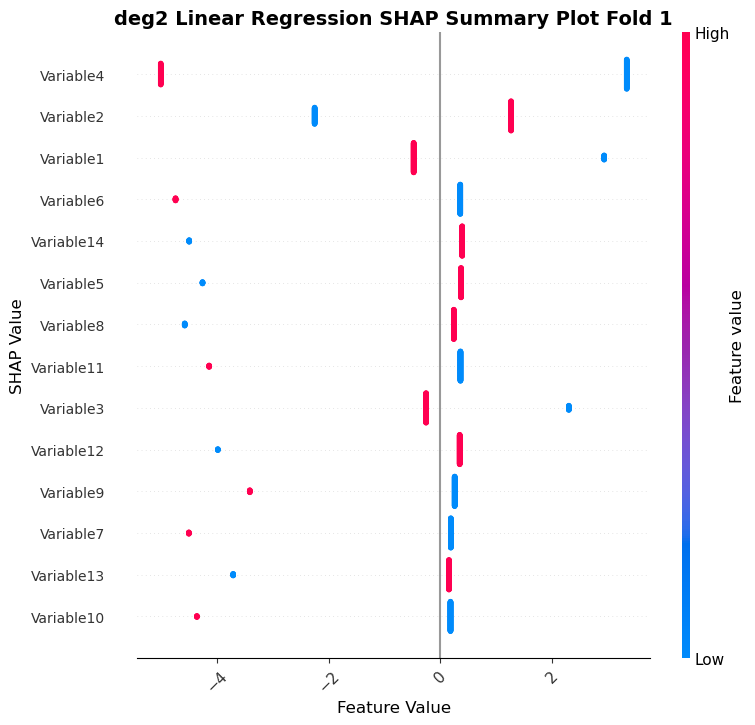 deg2 Linear Regression SHAP Summary Plot Fold 1
High
Variable4
Variable2
Variable1
Variable6
Variable14
Variable5
Variable8
Variable11
Variable3
Variable12
Variable9
Variable7
Variable13
Variable10
SHAP Value
Feature value
Low
−4
−2
0
2
Feature Value